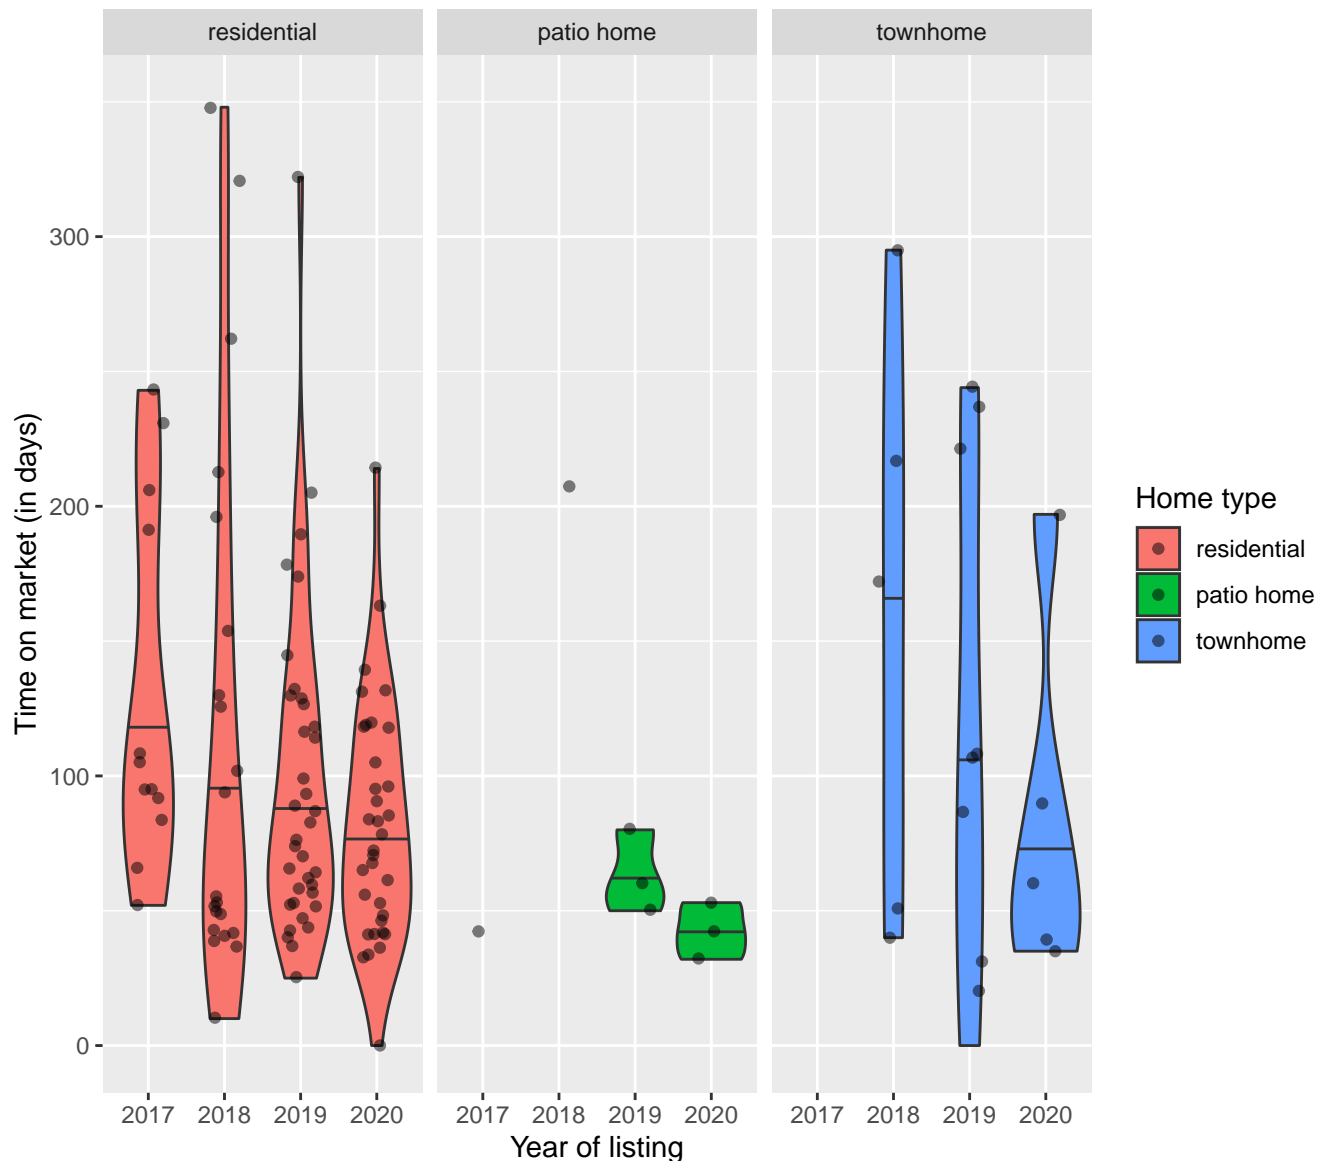 residential patio home townhome
300
200
100
0
Time on market (in days)
2017 2018 2019 2020 2017 2018 2019 2020 2017 2018 2019 2020
Year of listing
Home type
residential
patio home
townhome